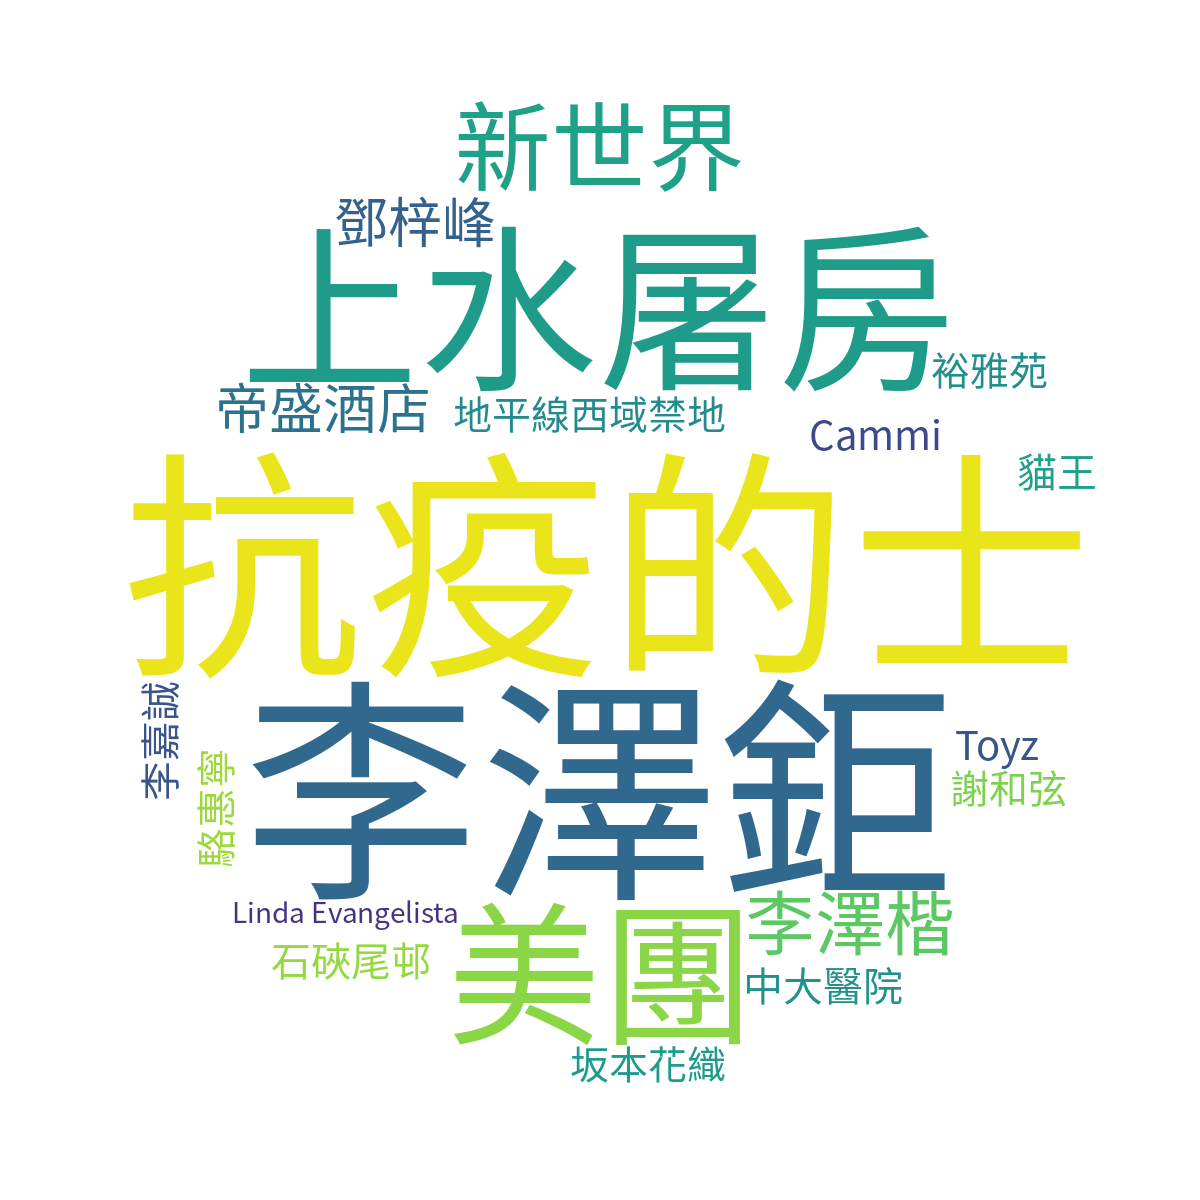 新世界
鄧梓峰
上水屠房
裕雅苑
帝盛酒店
地平線西域禁地
Cammi
貓王
抗疫的士
李嘉誠
李澤鉅
Toyz
謝和弦
駱惠寧
Linda Evangelista
美團
李澤楷
石硤尾邨
中大醫院
坂本花織